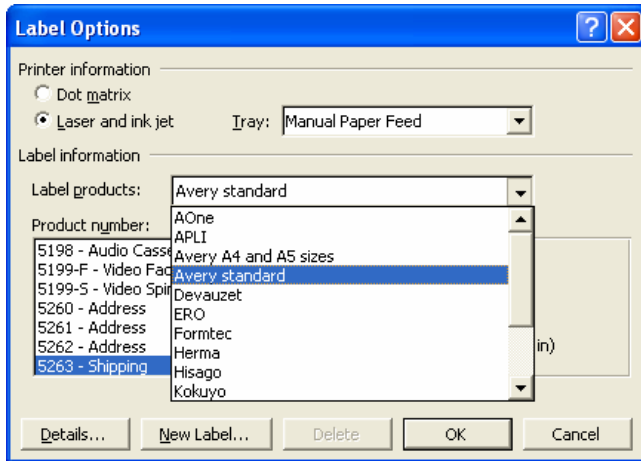 Label Options
Printer information
Dot matrix
Laser and ink jet Tray: Manual Paper Feed
Label information
Label products: Avery standard
AOne
APLI
Avery A4 and A5 sizes
Avery standard
Devauzet
ERO
Formtec
Herma
Hisago
Kokuyo
Product number:
5198 - Audio Casse
5199-F - Video Fac
5199-S - Video Spin
5260 - Address
5261 - Address
5262 - Address
5263 - Shipping
in)
Details... New Label... Delete OK Cancel